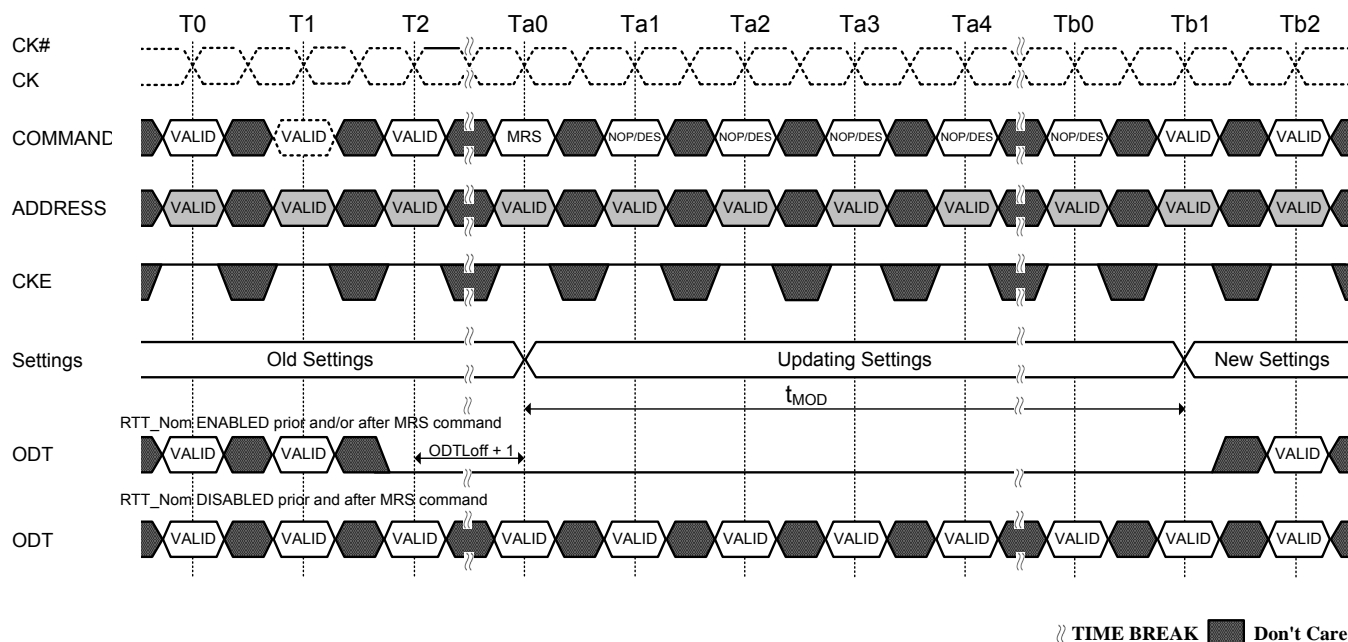 T0 T1 T2 Ta0 Ta1 Ta2 Ta3 Ta4 Tb0 Tb1 Tb2
CK#
CK
COMMAND VALID VALID VALID MRS NOP/DES NOP/DES NOP/DES NOP/DES NOP/DES VALID VALID
ADDRESS VALID VALID VALID VALID VALID VALID VALID VALID VALID VALID VALID
CKE
Settings Old Settings Updating Settings New Settings
tMOD
RTT_Nom ENABLED prior and/or after MRS command
ODT VALID VALID ODTLoff + 1 VALID
RTT_Nom DISABLED prior and after MRS command
ODT VALID VALID VALID VALID VALID VALID VALID VALID VALID VALID VALID
TIME BREAK Don't Care